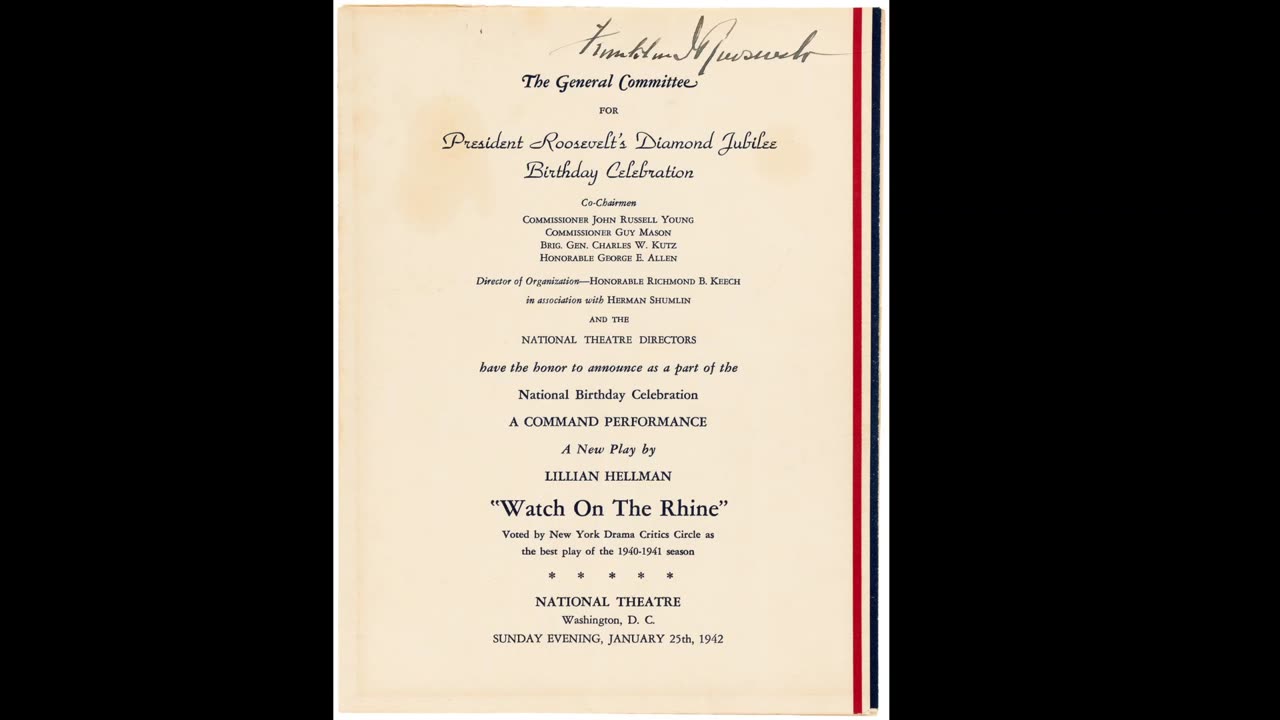 Franklin D Roosevelt
The General Committee
FOR
President Roosevelt's Diamond Jubilee
Birthday Celebration
Co-Chairmen
COMMISSIONER JOHN RUSSELL YOUNG
COMMISSIONER GUY MASON
BRIG. GEN. CHARLES W. KUTZ
HONORABLE GEORGE E. ALLEN
Director of Organization—HONORABLE RICHMOND B. KEECH
in association with HERMAN SHUMLIN
AND THE
NATIONAL THEATRE DIRECTORS
have the honor to announce as a part of the
National Birthday Celebration
A COMMAND PERFORMANCE
A New Play by
LILLIAN HELLMAN
"Watch On The Rhine"
Voted by New York Drama Critics Circle as
the best play of the 1940-1941 season
* * * * *
NATIONAL THEATRE
Washington, D. C.
SUNDAY EVENING, JANUARY 25th, 1942